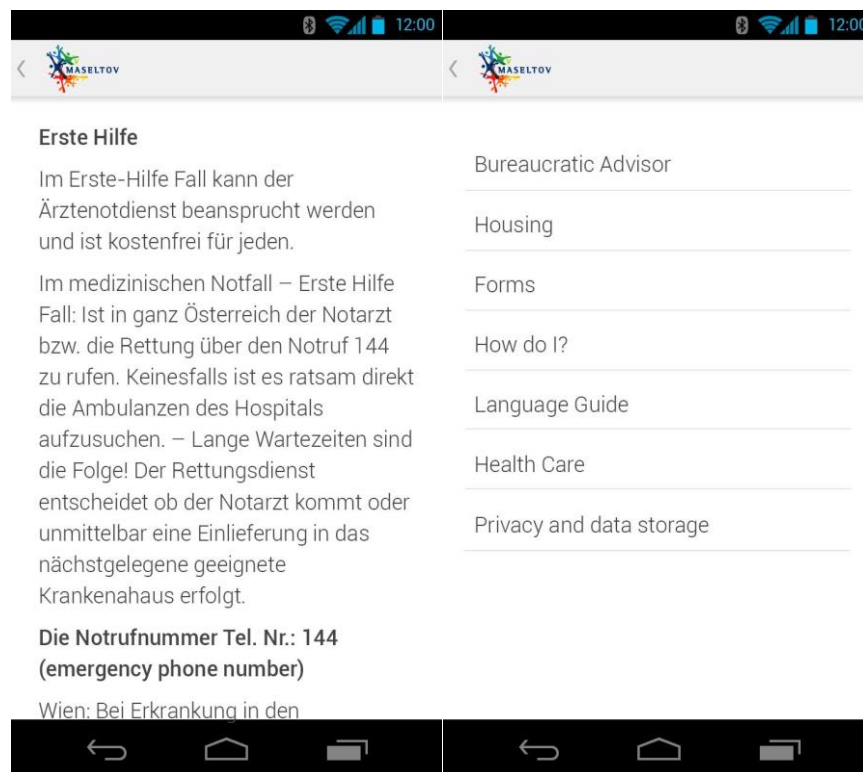 12:00
MASELTOV
Erste Hilfe
Im Erste-Hilfe Fall kann der
Ärztenotdienst beansprucht werden
und ist kostenfrei für jeden.
Im medizinischen Notfall – Erste Hilfe
Fall: Ist in ganz Österreich der Notarzt
bzw. die Rettung über den Notruf 144
zu rufen. Keinesfalls ist es ratsam direkt
die Ambulanzen des Hospitals
aufzusuchen. – Lange Wartezeiten sind
die Folge! Der Rettungsdienst
entscheidet ob der Notarzt kommt oder
unmittelbar eine Einlieferung in das
nächstgelegene geeignete
Krankenahaus erfolgt.
Die Notrufnummer Tel. Nr.: 144
(emergency phone number)
Wien: Bei Erkrankung in den
12:00
MASELTOV
Bureaucratic Advisor
Housing
Forms
How do I?
Language Guide
Health Care
Privacy and data storage